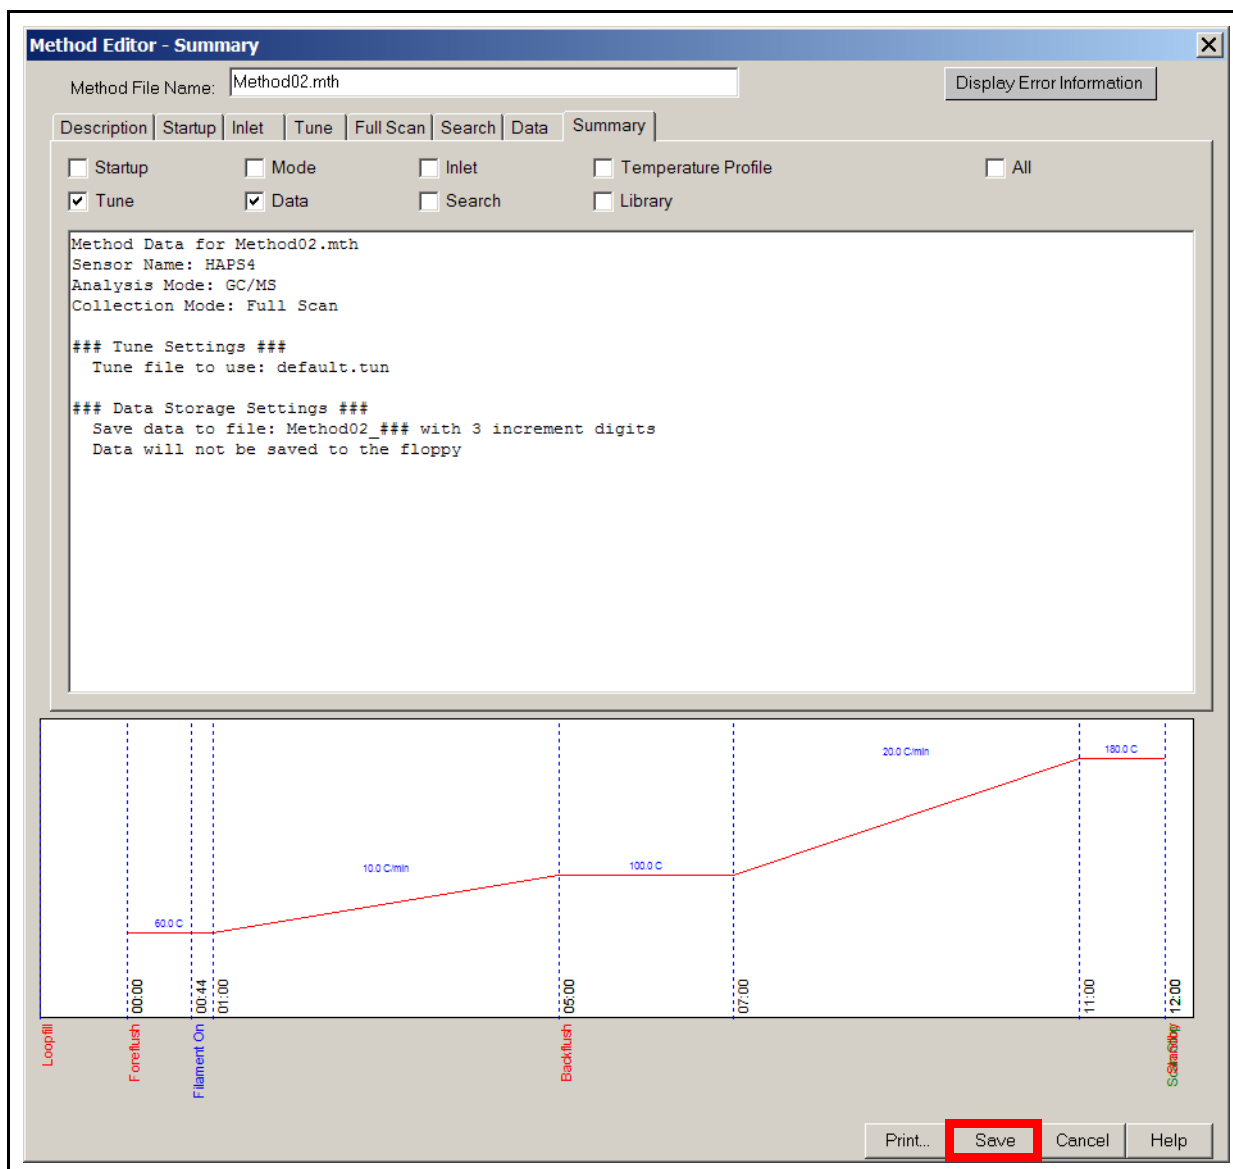 Method Editor - Summary
Method File Name: Method02.mth Display Error Information
Description Startup Inlet Tune Full Scan Search Data Summary
Startup Mode Inlet Temperature Profile All
Tune Data Search Library
Method Data for Method02.mth
Sensor Name: HAPS4
Analysis Mode: GC/MS
Collection Mode: Full Scan
### Tune Settings ###
Tune file to use: default.tun
### Data Storage Settings ###
Save data to file: Method02_### with 3 increment digits
Data will not be saved to the floppy
20.0 C/min 180.0 C
10.0 C/min 100.0 C
60.0 C
00:00 00:44 01:00 05:00 07:00 11:00 12:00
Loopfill Foreflush Filament On Backflush
Print... Save Cancel Help